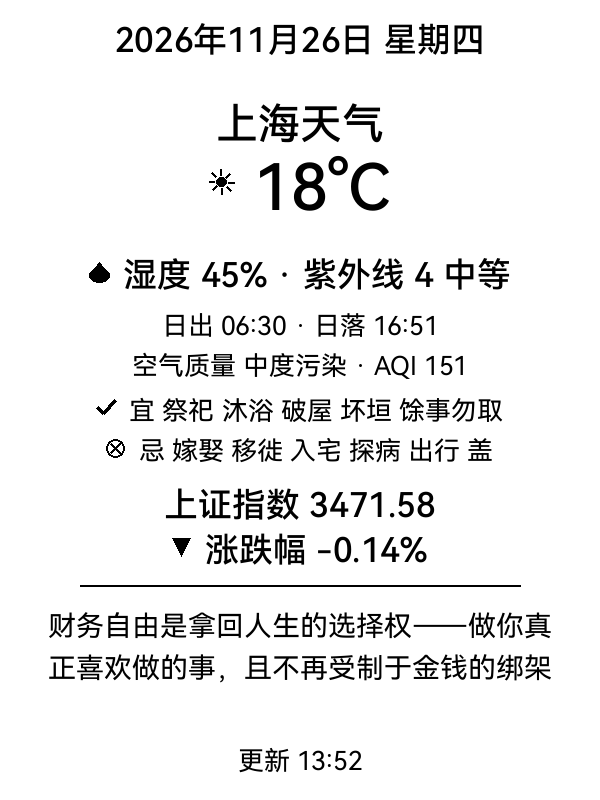 2026年11月26日 星期四
上海天气
18°C
湿度 45% · 紫外线 4 中等
日出 06:30 · 日落 16:51
空气质量 中度污染 · AQI 151
宜 祭祀 沐浴 破屋 坏垣 馀事勿取
忌 嫁娶 移徙 入宅 探病 出行 盖
上证指数 3471.58
▼ 涨跌幅 -0.14%
财务自由是拿回人生的选择权——做你真
正喜欢做的事，且不再受制于金钱的绑架
更新 13:52